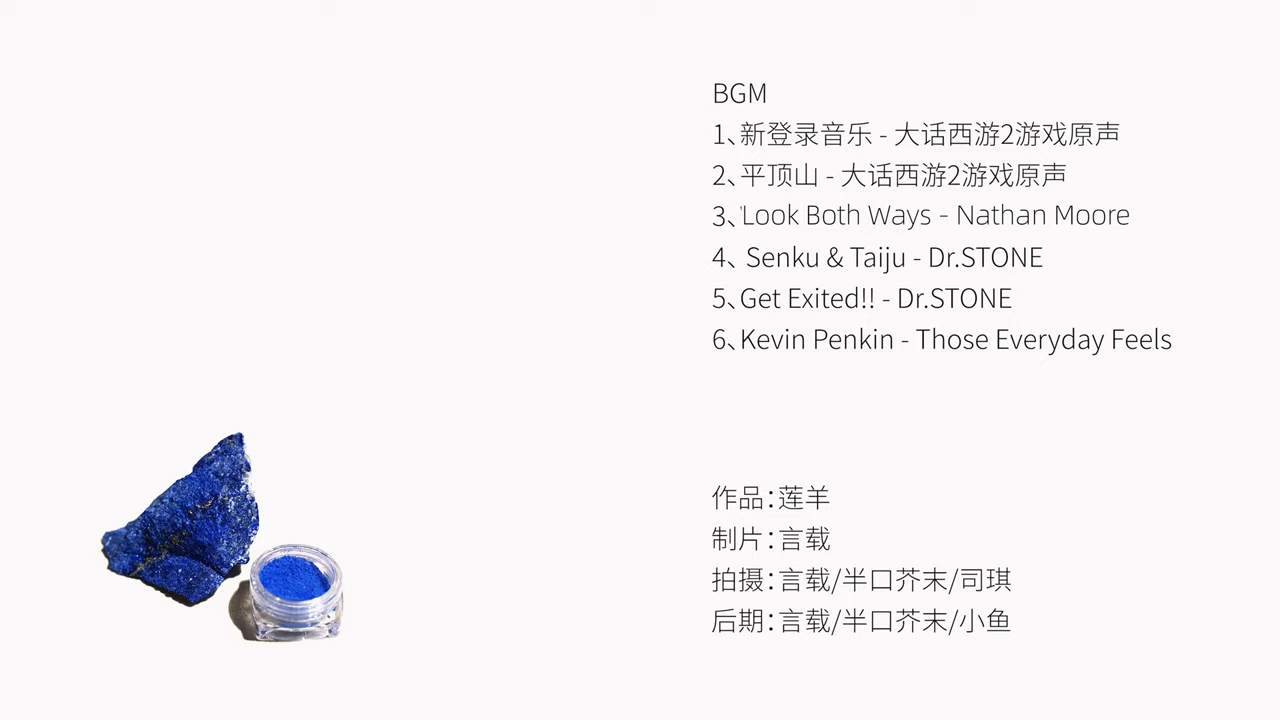 BGM
1、新登录音乐 - 大话西游2游戏原声
2、平顶山 - 大话西游2游戏原声
3、'Look Both Ways - Nathan Moore
4、 Senku & Taiju - Dr.STONE
5、Get Exited!! - Dr.STONE
6、Kevin Penkin - Those Everyday Feels
作品：莲羊
制片：言载
拍摄：言载/半口芥末/司琪
后期：言载/半口芥末/小鱼